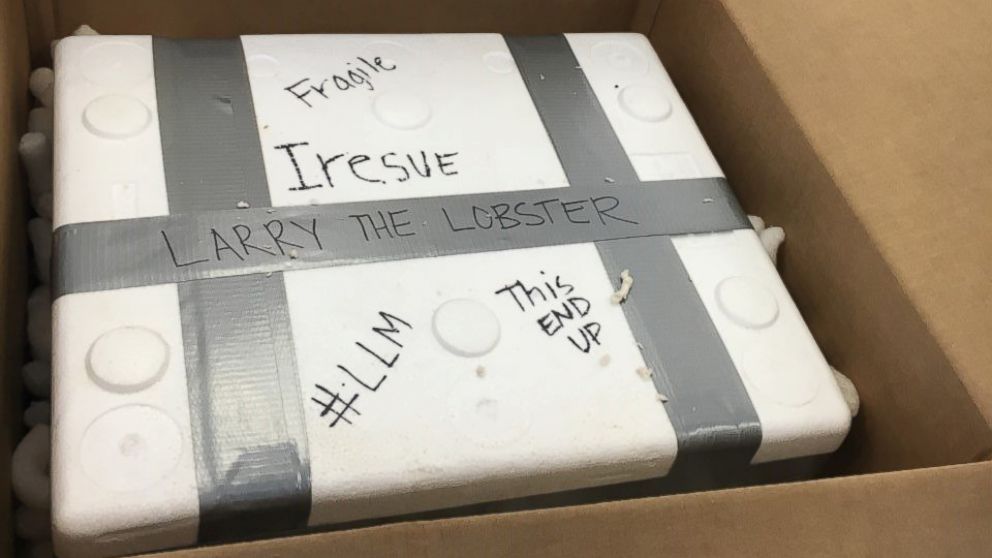 Fragile
IresuE
LARRY THE LOBSTER
This
END
UP
#LLM